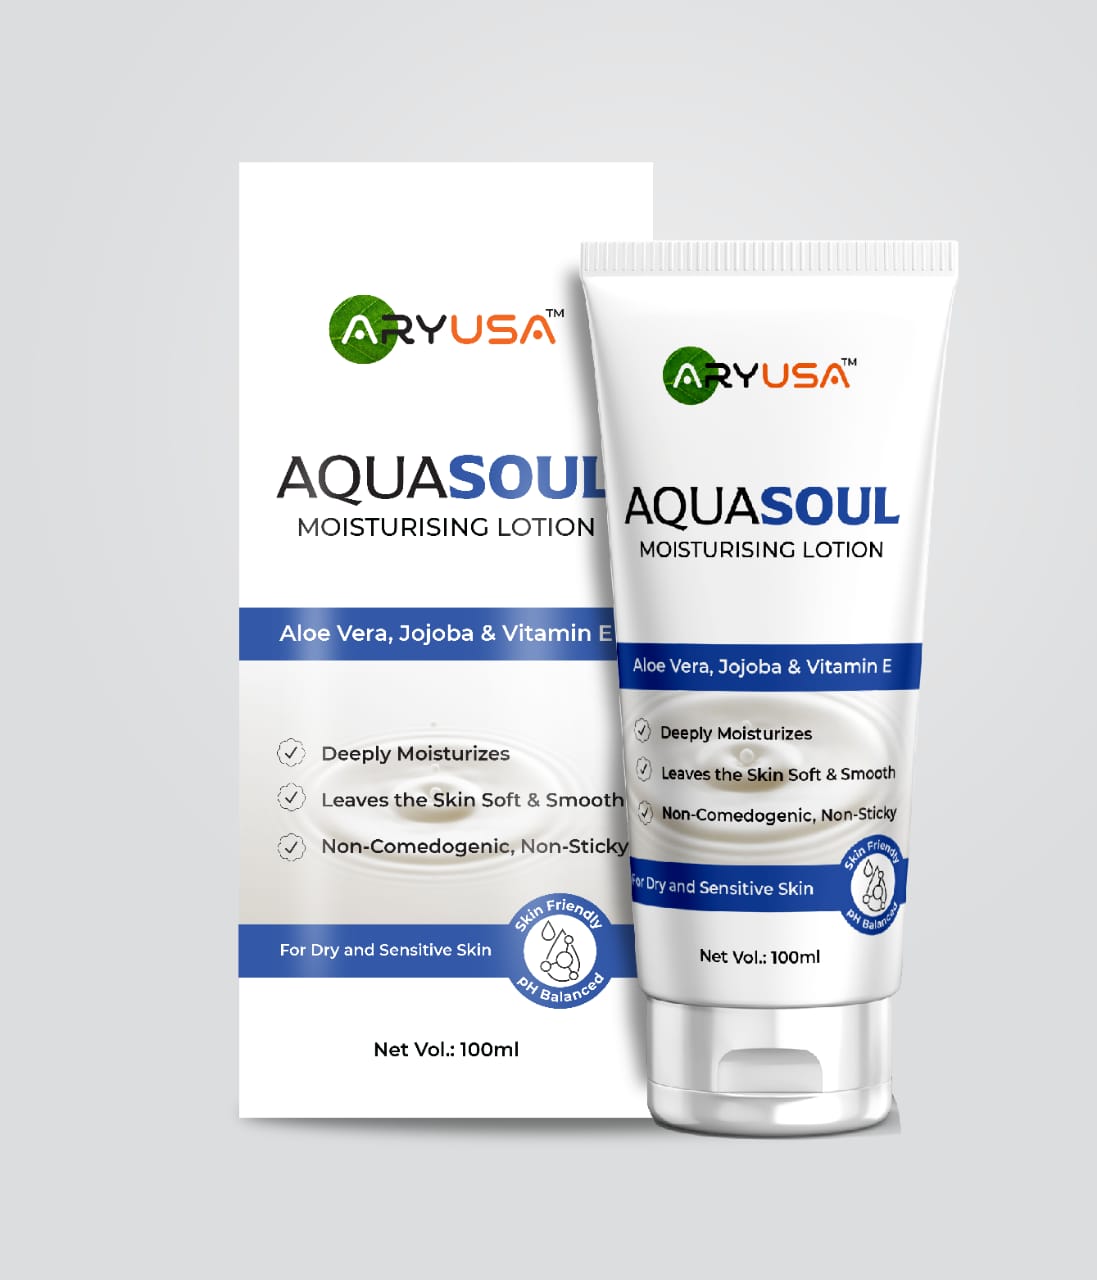 ARYUSA™
AQUASOUL
MOISTURISING LOTION
Aloe Vera, Jojoba & Vitamin E
Deeply Moisturizes
Leaves the Skin Soft & Smooth
Non-Comedogenic, Non-Sticky
For Dry and Sensitive Skin
Skin Friendly
pH Balanced
Net Vol.: 100ml
ARYUSA™
AQUASOUL
MOISTURISING LOTION
Aloe Vera, Jojoba & Vitamin E
Deeply Moisturizes
Leaves the Skin Soft & Smooth
Non-Comedogenic, Non-Sticky
For Dry and Sensitive Skin
Skin Friendly
pH Balanced
Net Vol.: 100ml